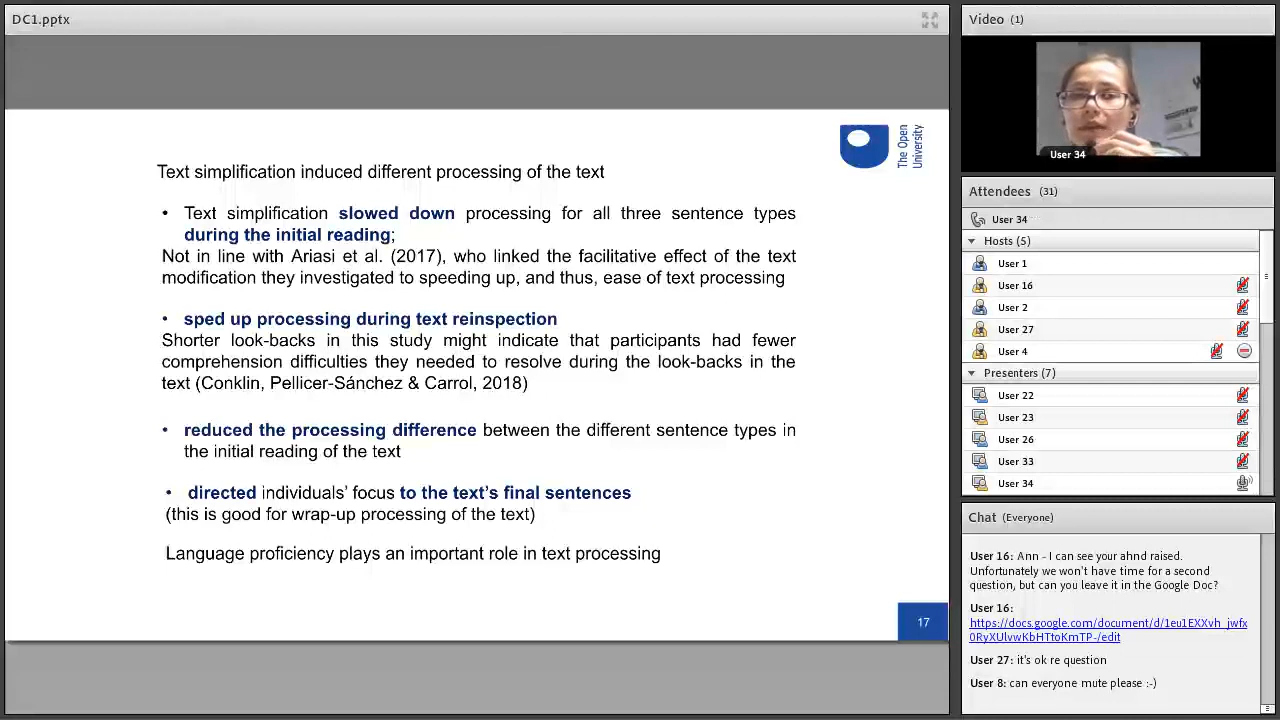 DC1.pptx
Text simplification induced different processing of the text
• Text simplification slowed down processing for all three sentence types
during the initial reading;
Not in line with Ariasi et al. (2017), who linked the facilitative effect of the text
modification they investigated to speeding up, and thus, ease of text processing
• sped up processing during text reinspection
Shorter look-backs in this study might indicate that participants had fewer
comprehension difficulties they needed to resolve during the look-backs in the
text (Conklin, Pellicer-Sánchez & Carrol, 2018)
• reduced the processing difference between the different sentence types in
the initial reading of the text
• directed individuals' focus to the text's final sentences
(this is good for wrap-up processing of the text)
Language proficiency plays an important role in text processing
The Open
University
17
Video (1)
User 34
Attendees (31)
User 34
Hosts (5)
User 1
User 16
User 2
User 27
User 4
Presenters (7)
User 22
User 23
User 26
User 33
User 34
Chat (Everyone)
User 16: Ann - I can see your ahnd raised.
Unfortunately we won't have time for a second
question, but can you leave it in the Google Doc?
User 16:
https://docs.google.com/document/d/1eu1EXXvh_jwfx
0RyXUlvwKbHTtoKmTP-/edit
User 27: it's ok re question
User 8: can everyone mute please :-)